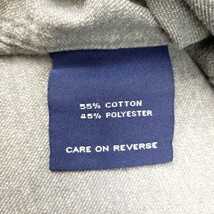 55% COTTON
45% POLYESTER
CARE ON REVERSE